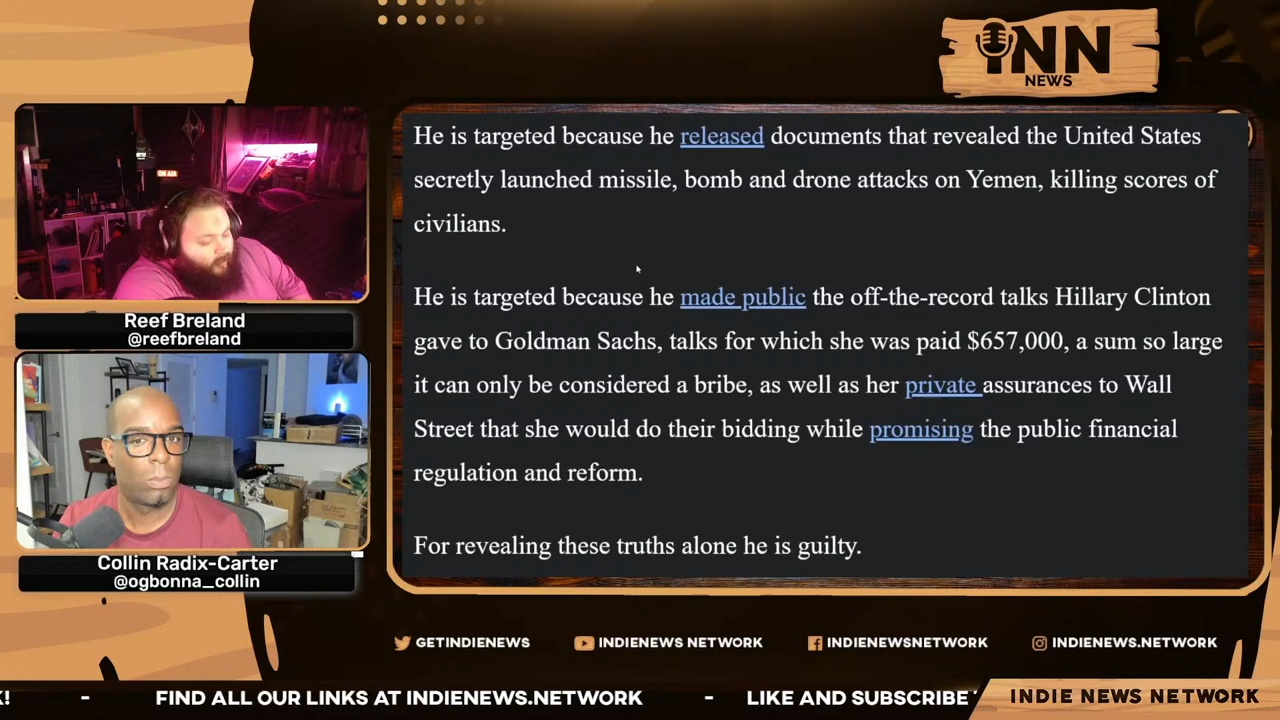 iNN
NEWS
ON AIR
He is targeted because he released documents that revealed the United States
secretly launched missile, bomb and drone attacks on Yemen, killing scores of
civilians.
He is targeted because he made public the off-the-record talks Hillary Clinton
gave to Goldman Sachs, talks for which she was paid $657,000, a sum so large
it can only be considered a bribe, as well as her private assurances to Wall
Street that she would do their bidding while promising the public financial
regulation and reform.
For revealing these truths alone he is guilty.
Reef Breland
@reefbreland
Collin Radix-Carter
@ogbonna_collin
GETINDIENEWS
INDIENEWS NETWORK
INDIENEWSNETWORK
INDIENEWS.NETWORK
K! - FIND ALL OUR LINKS AT INDIENEWS.NETWORK - LIKE AND SUBSCRIBE
INDIE NEWS NETWORK